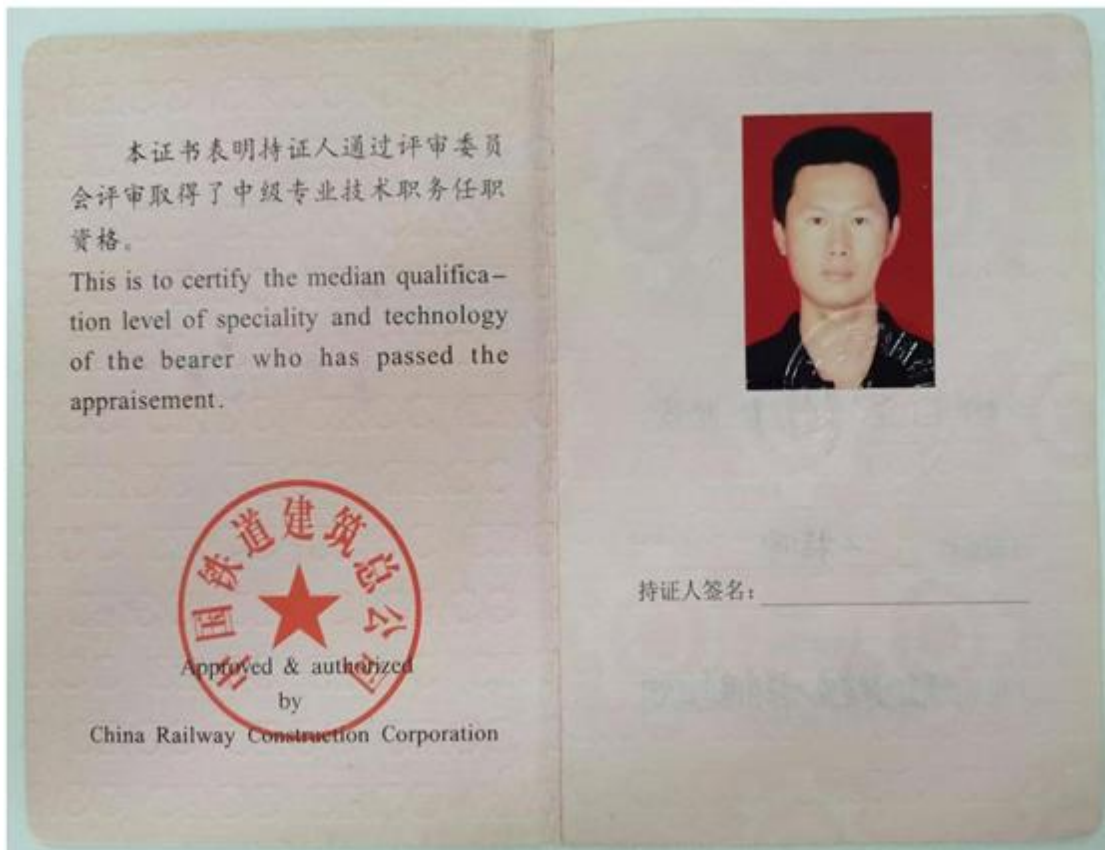 本证书表明持证人通过评审委员
会评审取得了中级专业技术职务任职
资格。
This is to certify the median qualifica-
tion level of speciality and technology
of the bearer who has passed the
appraisement.
中国铁道建筑总公司
Approved & authorized
by
China Railway Construction Corporation
持证人签名：